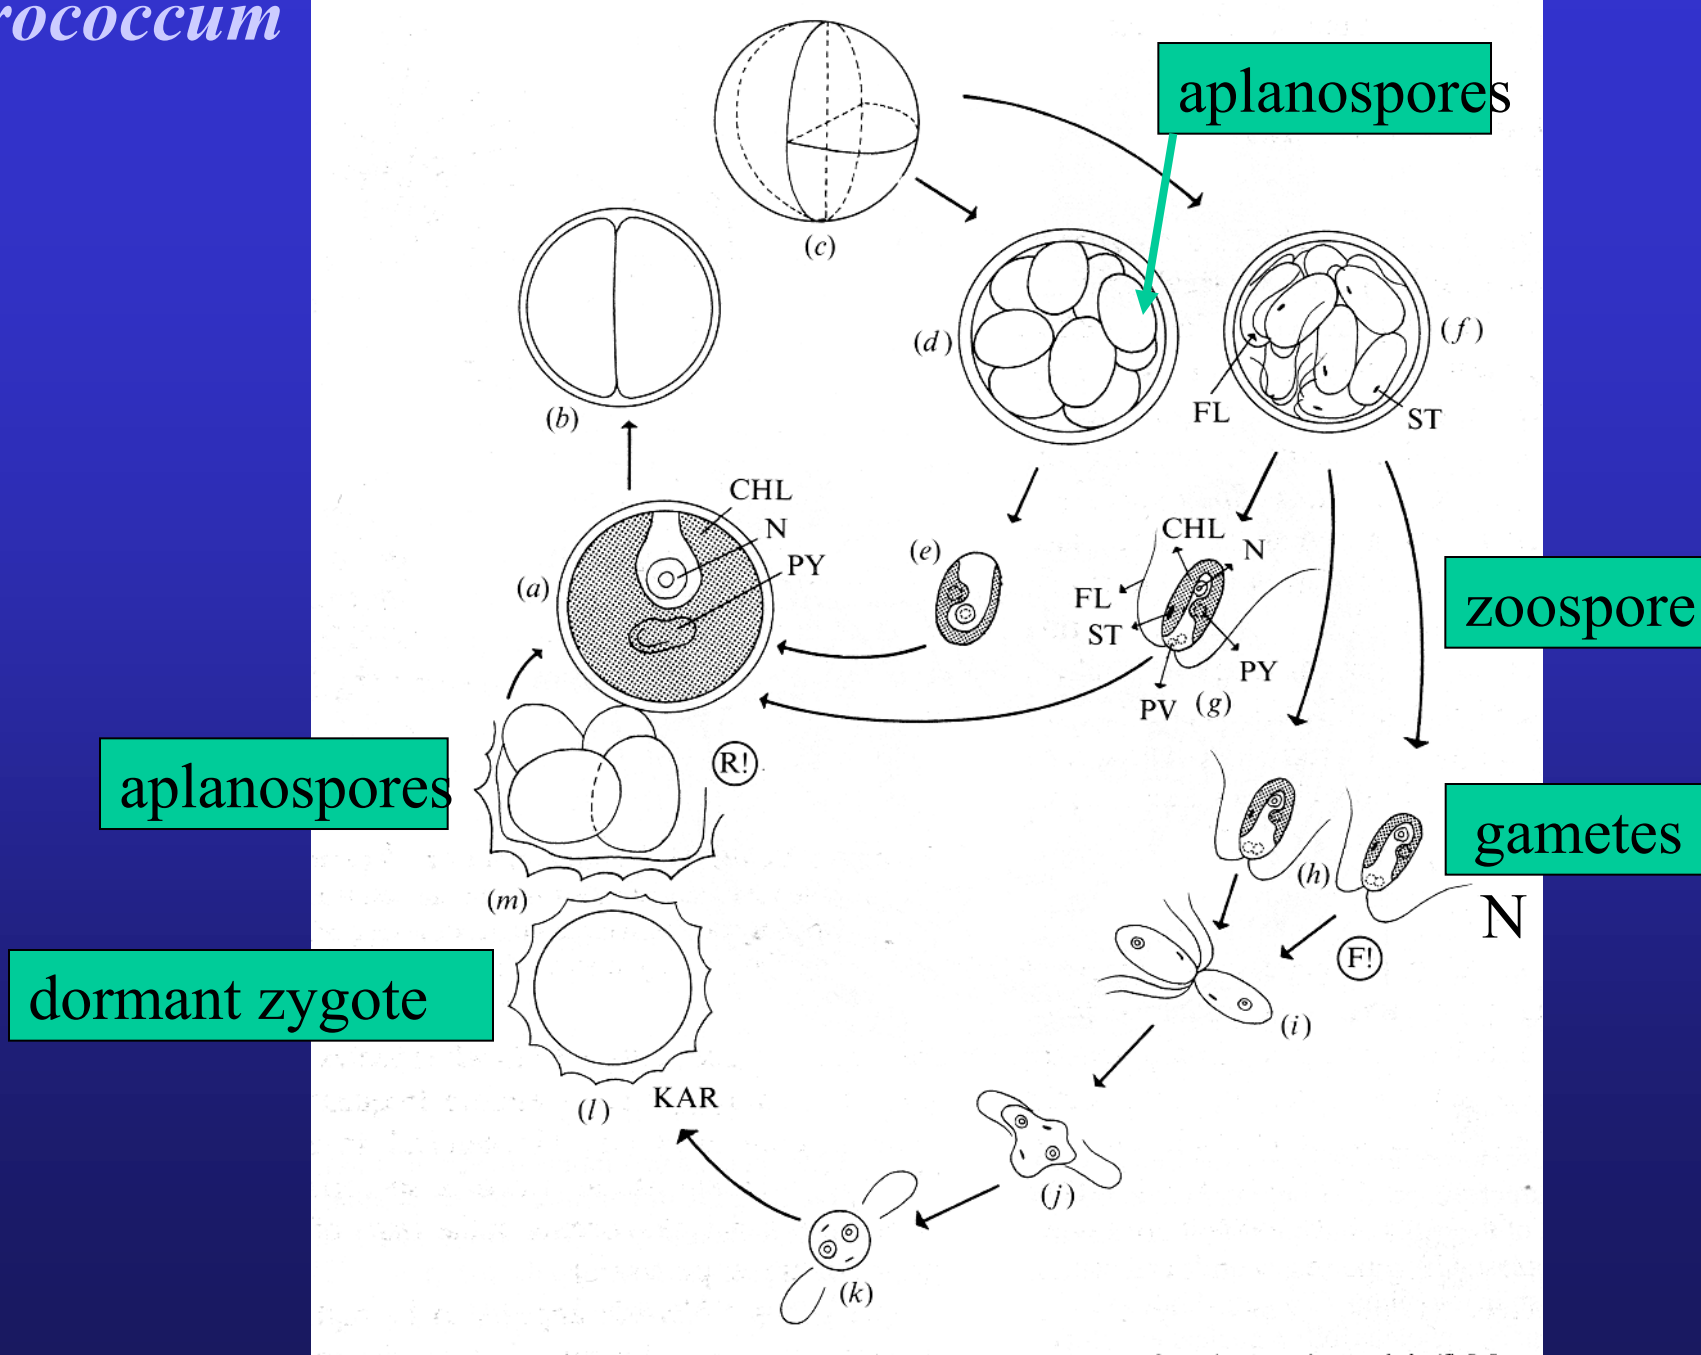 rococcum
aplanospores
(c)
(d)
(f)
FL
ST
(b)
CHL
N
PY
(a)
(e)
CHL
N
FL
ST
PY
PV
(g)
zoospore
aplanospores
R!
gametes
(h)
N
(m)
F!
dormant zygote
(i)
(l)
KAR
(j)
(k)